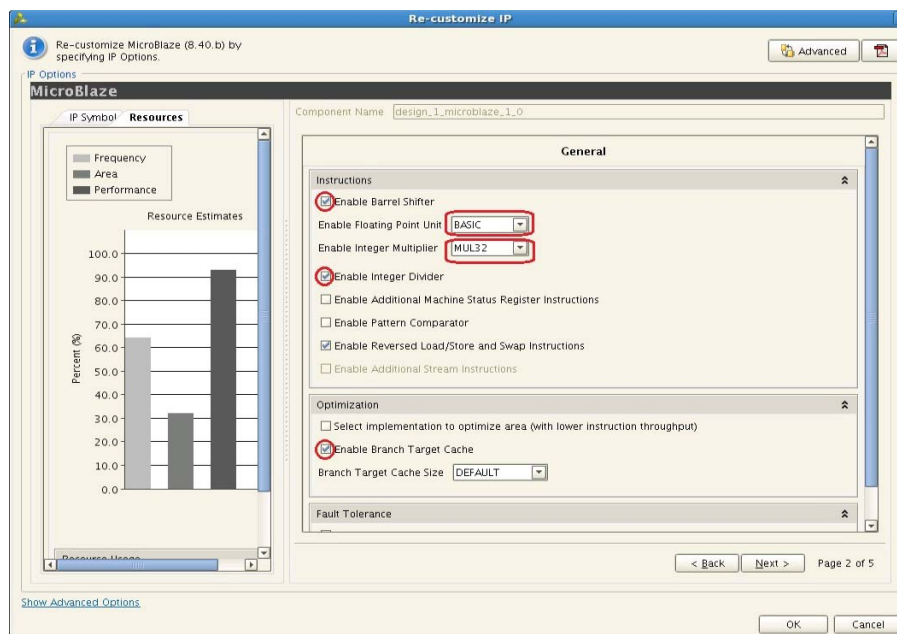 Re-customize IP
Re-customize MicroBlaze (8.40.b) by
specifying IP Options.
Advanced
IP Options
MicroBlaze
IP Symbol Resources
Component Name design_1_microblaze_1_0
Frequency
Area
Performance
Resource Estimates
100.0
90.0
80.0
70.0
60.0
50.0
40.0
30.0
20.0
10.0
0.0
Percent (%)
General
Instructions
Enable Barrel Shifter
Enable Floating Point Unit BASIC
Enable Integer Multiplier MUL32
Enable Integer Divider
Enable Additional Machine Status Register Instructions
Enable Pattern Comparator
Enable Reversed Load/Store and Swap Instructions
Enable Additional Stream Instructions
Optimization
Select implementation to optimize area (with lower instruction throughput)
Enable Branch Target Cache
Branch Target Cache Size DEFAULT
Fault Tolerance
Resource Usage
< Back Next > Page 2 of 5
Show Advanced Options
OK Cancel